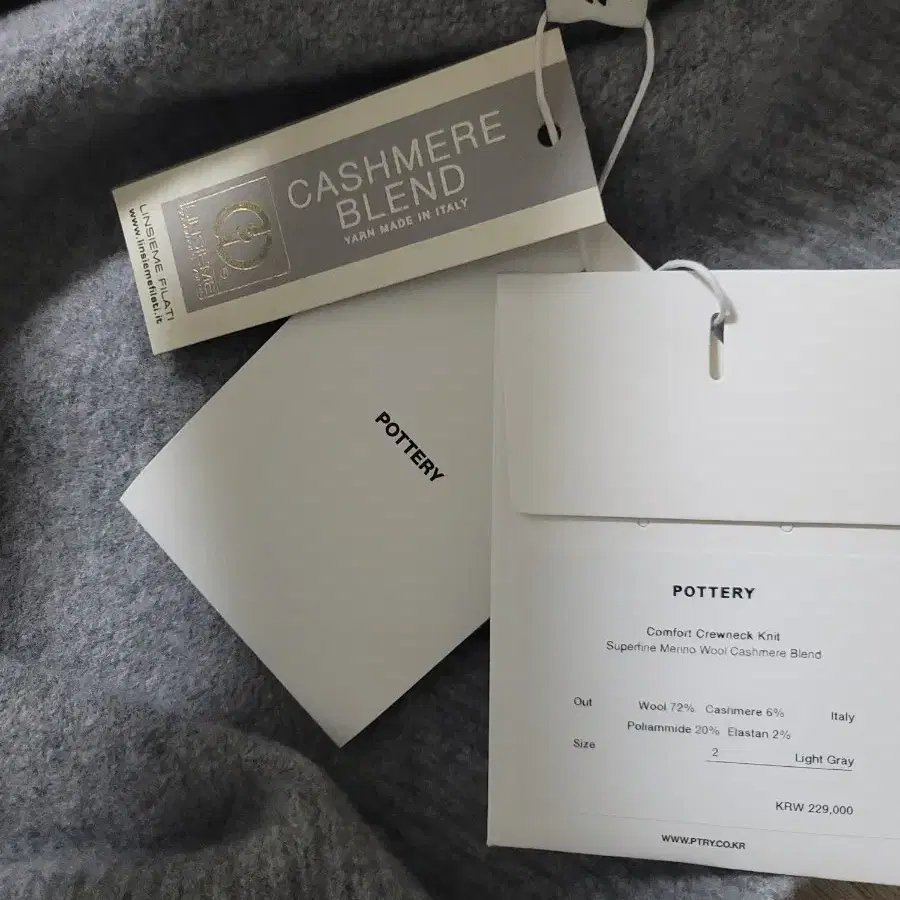 CASHMERE
BLEND
YARN MADE IN ITALY
LINSIEME FILATI
www.linsiemefilati.it
POTTERY
POTTERY
Comfort Crewneck Knit
Superfine Merino Wool Cashmere Blend
Out Wool 72% Cashmere 6% Italy
Poliammide 20% Elastan 2%
Size 2 Light Gray
KRW 229,000
WWW.PTRY.CO.KR